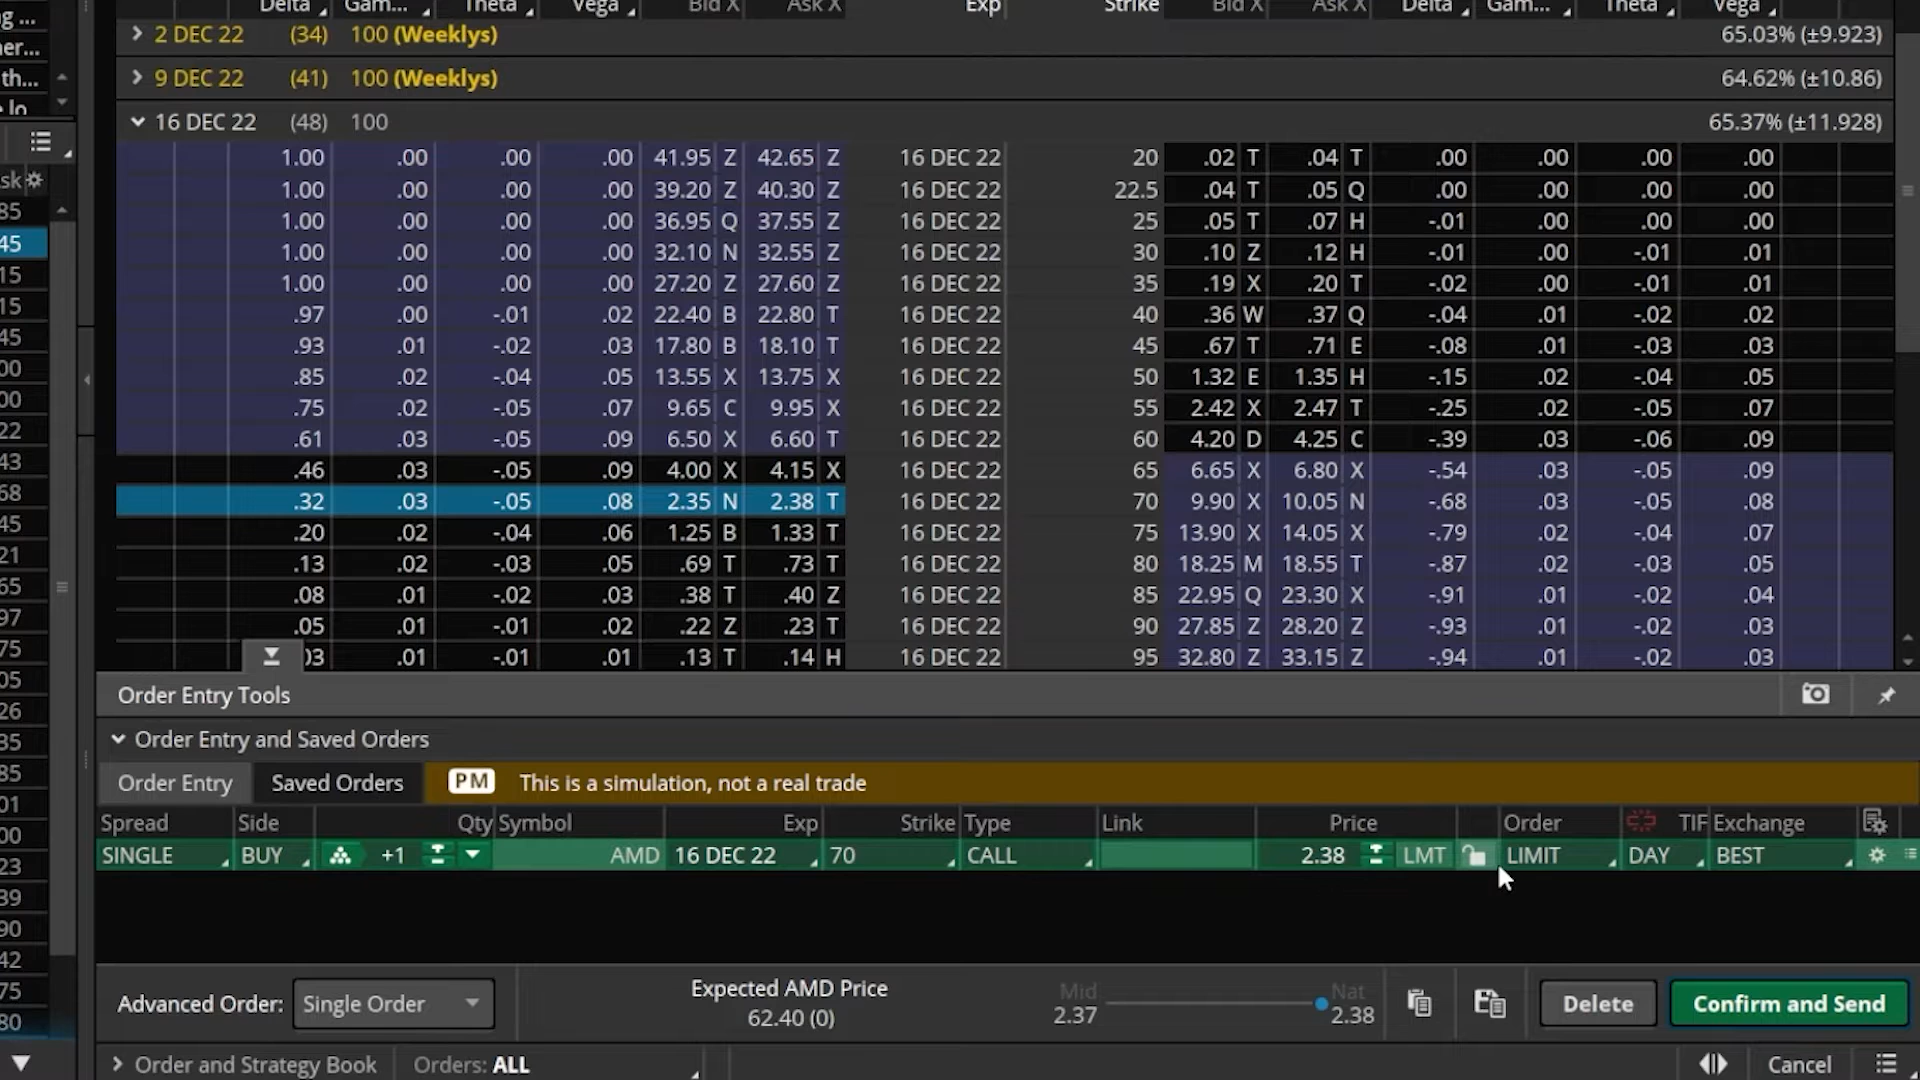 Delta Gam... Theta Vega Bid X Ask X Exp Strike Bid X Ask X Delta Gam... Theta Vega
2 DEC 22 (34) 100 (Weeklys) 65.03% (±9.923)
9 DEC 22 (41) 100 (Weeklys) 64.62% (±10.86)
16 DEC 22 (48) 100 65.37% (±11.928)
1.00 .00 .00 .00 41.95 Z 42.65 Z 16 DEC 22 20 .02 T .04 T .00 .00 .00 .00
1.00 .00 .00 .00 39.20 Z 40.30 Z 16 DEC 22 22.5 .04 T .05 Q .00 .00 .00 .00
1.00 .00 .00 .00 36.95 Q 37.55 Z 16 DEC 22 25 .05 T .07 H -.01 .00 .00 .00
1.00 .00 .00 .00 32.10 N 32.55 Z 16 DEC 22 30 .10 Z .12 H -.01 .00 -.01 .01
1.00 .00 .00 .00 27.20 Z 27.60 Z 16 DEC 22 35 .19 X .20 T -.02 .00 -.01 .01
.97 .00 -.01 .02 22.40 B 22.80 T 16 DEC 22 40 .36 W .37 Q -.04 .01 -.02 .02
.93 .01 -.02 .03 17.80 B 18.10 T 16 DEC 22 45 .67 T .71 E -.08 .01 -.03 .03
.85 .02 -.04 .05 13.55 X 13.75 X 16 DEC 22 50 1.32 E 1.35 H -.15 .02 -.04 .05
.75 .02 -.05 .07 9.65 C 9.95 X 16 DEC 22 55 2.42 X 2.47 T -.25 .02 -.05 .07
.61 .03 -.05 .09 6.50 X 6.60 T 16 DEC 22 60 4.20 D 4.25 C -.39 .03 -.06 .09
.46 .03 -.05 .09 4.00 X 4.15 X 16 DEC 22 65 6.65 X 6.80 X -.54 .03 -.05 .09
.32 .03 -.05 .08 2.35 N 2.38 T 16 DEC 22 70 9.90 X 10.05 N -.68 .03 -.05 .08
.20 .02 -.04 .06 1.25 B 1.33 T 16 DEC 22 75 13.90 X 14.05 X -.79 .02 -.04 .07
.13 .02 -.03 .05 .69 T .73 T 16 DEC 22 80 18.25 M 18.55 T -.87 .02 -.03 .05
.08 .01 -.02 .03 .38 T .40 Z 16 DEC 22 85 22.95 Q 23.30 X -.91 .01 -.02 .04
.05 .01 -.01 .02 .22 Z .23 T 16 DEC 22 90 27.85 Z 28.20 Z -.93 .01 -.02 .03
03 .01 -.01 .01 .13 T .14 H 16 DEC 22 95 32.80 Z 33.15 Z -.94 .01 -.02 .03
Order Entry Tools
Order Entry and Saved Orders
Order Entry Saved Orders PM This is a simulation, not a real trade
Spread Side Qty Symbol Exp Strike Type Link Price Order TIF Exchange
SINGLE BUY +1 AMD 16 DEC 22 70 CALL 2.38 LMT LIMIT DAY BEST
Advanced Order: Single Order
Expected AMD Price
62.40 (0)
Mid Nat
2.37 2.38
Delete Confirm and Send
Order and Strategy Book Orders: ALL Cancel